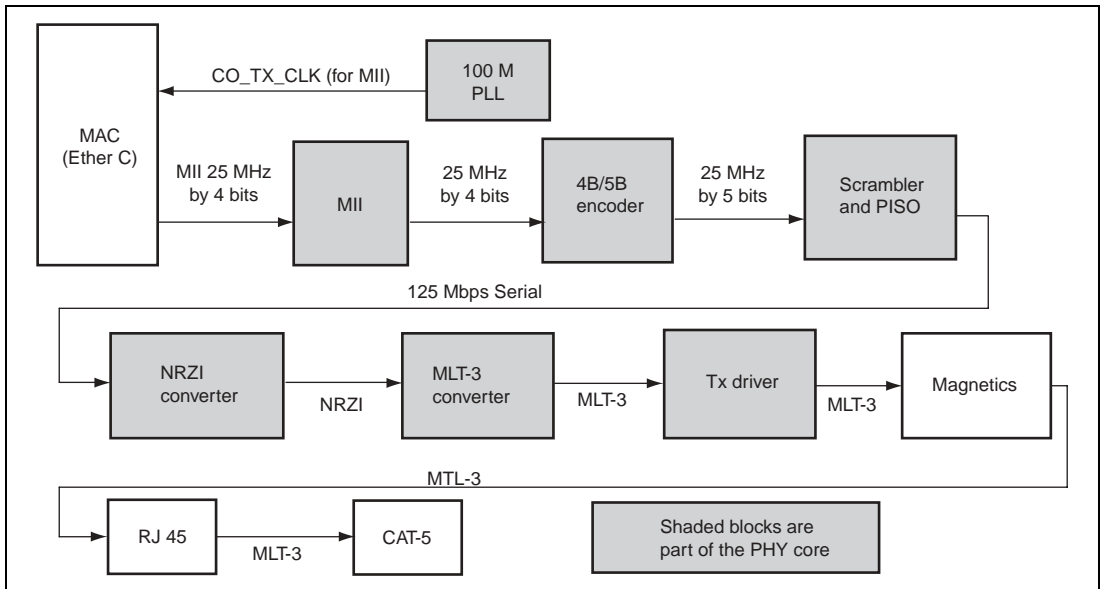 CO_TX_CLK (for MII)
100 M
PLL
MAC
(Ether C)
MII 25 MHz
by 4 bits
MII
25 MHz
by 4 bits
4B/5B
encoder
25 MHz
by 5 bits
Scrambler
and PISO
125 Mbps Serial
NRZI
converter
NRZI
MLT-3
converter
MLT-3
Tx driver
MLT-3
Magnetics
MTL-3
RJ 45
MLT-3
CAT-5
Shaded blocks are
part of the PHY core